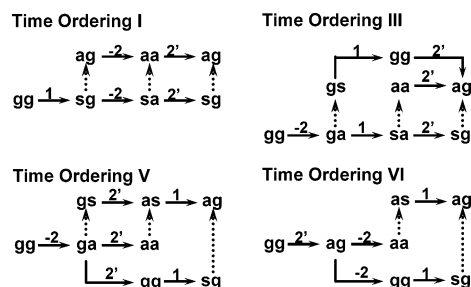 Time Ordering I
ag -2 aa 2' ag
gg 1 sg -2 sa 2' sg
Time Ordering III
1 gg 2'
gs aa 2' ag
gg -2 ga 1 sa 2' sg
Time Ordering V
gs 2' as 1 ag
gg -2 ga 2' aa
2' gg 1 sg
Time Ordering VI
as 1 ag
gg 2' ag -2 aa
-2 gg 1 sg